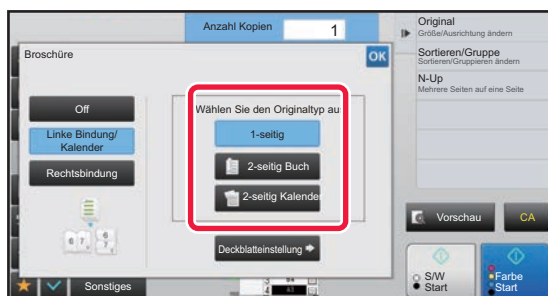 Anzahl Kopien 1
Broschüre
OK
Off
Linke Bindung/
Kalender
Rechtsbindung
Wählen Sie den Originaltyp au
1-seitig
2-seitig Buch
2-seitig Kalender
Deckblatteinstellung
Original
Größe/Ausrichtung ändern
Sortieren/Gruppe
Sortieren/Gruppieren ändern
N-Up
Mehrere Seiten auf eine Seite
Vorschau
CA
S/W
Start
Farbe
Start
Sonstiges